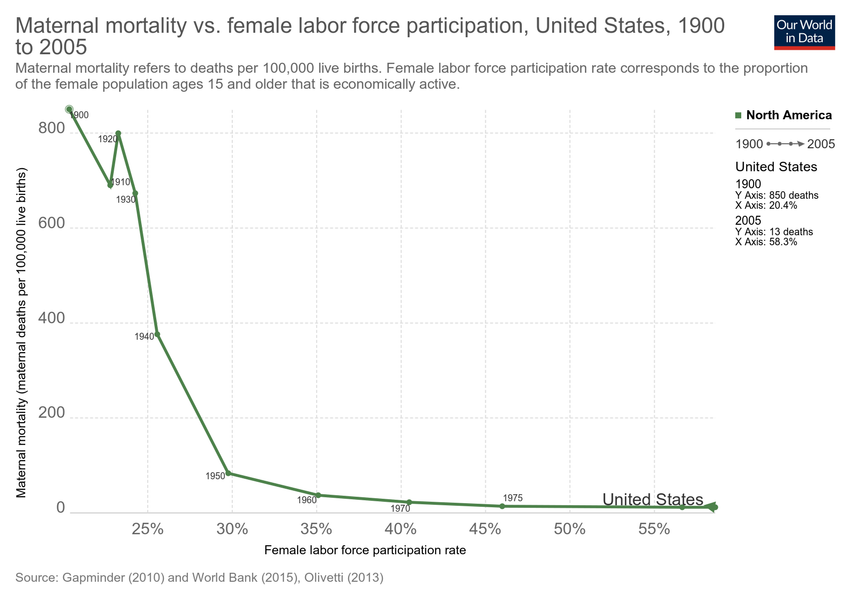 Maternal mortality vs. female labor force participation, United States, 1900
to 2005
Our World
in Data
Maternal mortality refers to deaths per 100,000 live births. Female labor force participation rate corresponds to the proportion
of the female population ages 15 and older that is economically active.
Maternal mortality (maternal deaths per 100,000 live births)
800
600
400
200
0
1900
1920
1910
1930
1940
1950
1960
1970
1975
United States
25%
30%
35%
40%
45%
50%
55%
Female labor force participation rate
North America
1900 2005
United States
1900
Y Axis: 850 deaths
X Axis: 20.4%
2005
Y Axis: 13 deaths
X Axis: 58.3%
Source: Gapminder (2010) and World Bank (2015), Olivetti (2013)